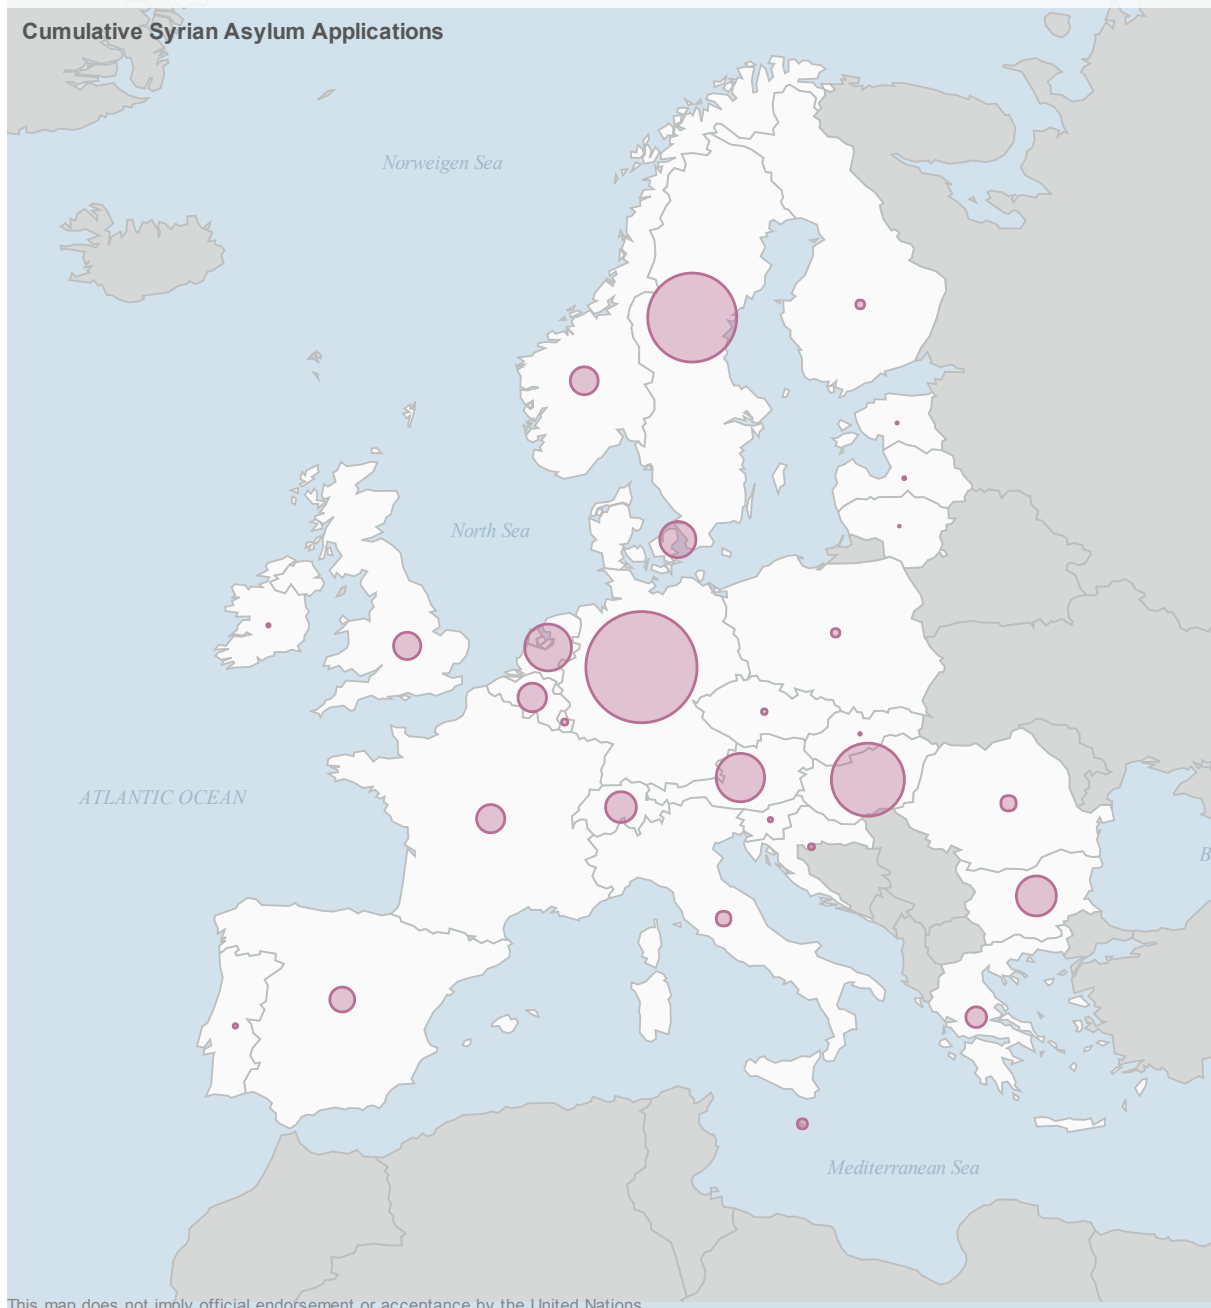 Cumulative Syrian Asylum Applications
Norweigen Sea
North Sea
ATLANTIC OCEAN
B
Mediterranean Sea
This map does not imply official endorsement or acceptance by the United Nations